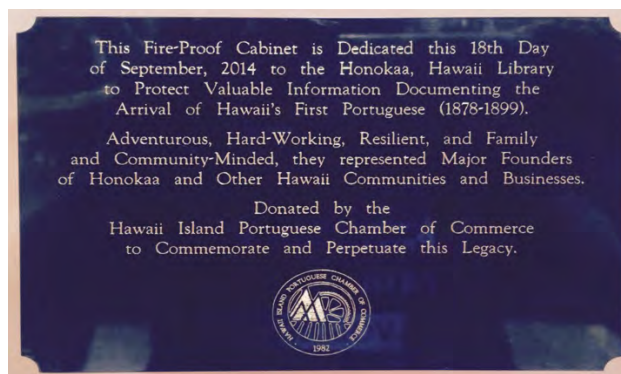 This Fire-Proof Cabinet is Dedicated this 18th Day
of September, 2014 to the Honokaa, Hawaii Library
to Protect Valuable Information Documenting the
Arrival of Hawaii's First Portuguese (1878-1899).
Adventurous, Hard-Working, Resilient, and Family
and Community-Minded, they represented Major Founders
of Honokaa and Other Hawaii Communities and Businesses.
Donated by the
Hawaii Island Portuguese Chamber of Commerce
to Commemorate and Perpetuate this Legacy.
HAWAII ISLAND PORTUGUESE CHAMBER OF COMMERCE
1982